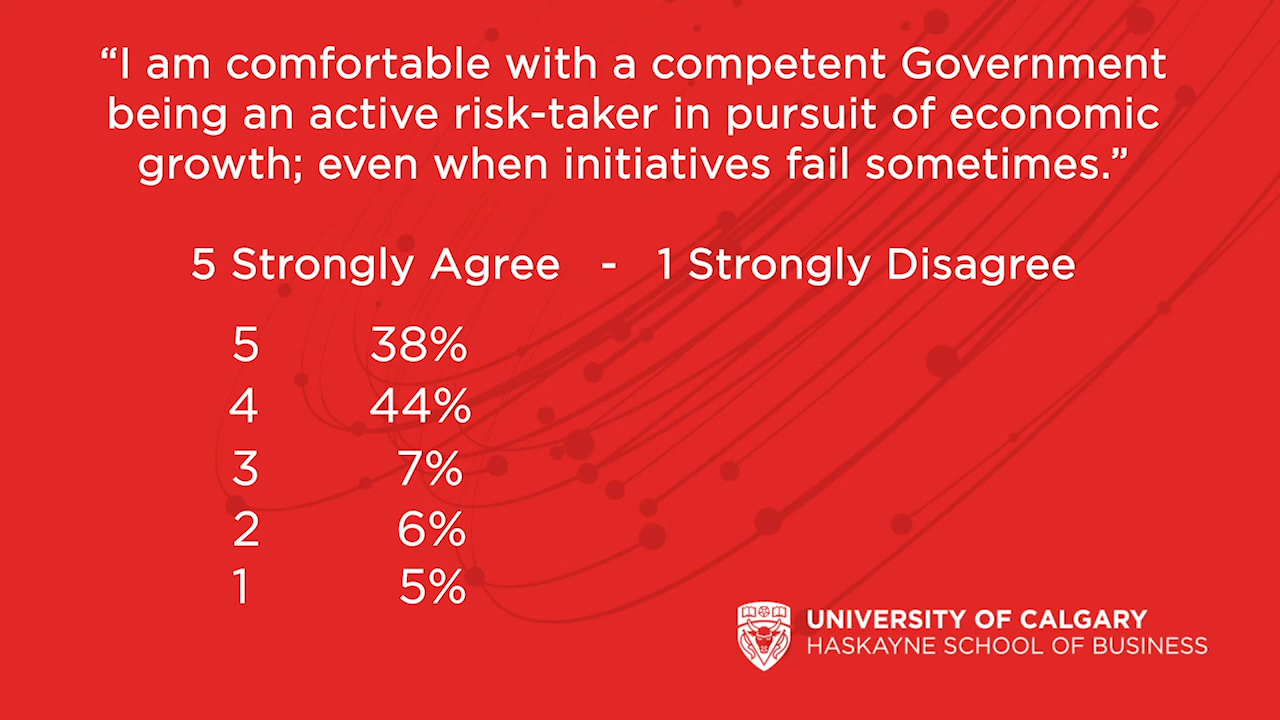 “I am comfortable with a competent Government
being an active risk-taker in pursuit of economic
growth; even when initiatives fail sometimes.”
5 Strongly Agree - 1 Strongly Disagree
5 38%
4 44%
3 7%
2 6%
1 5%
UNIVERSITY OF CALGARY
HASKAYNE SCHOOL OF BUSINESS